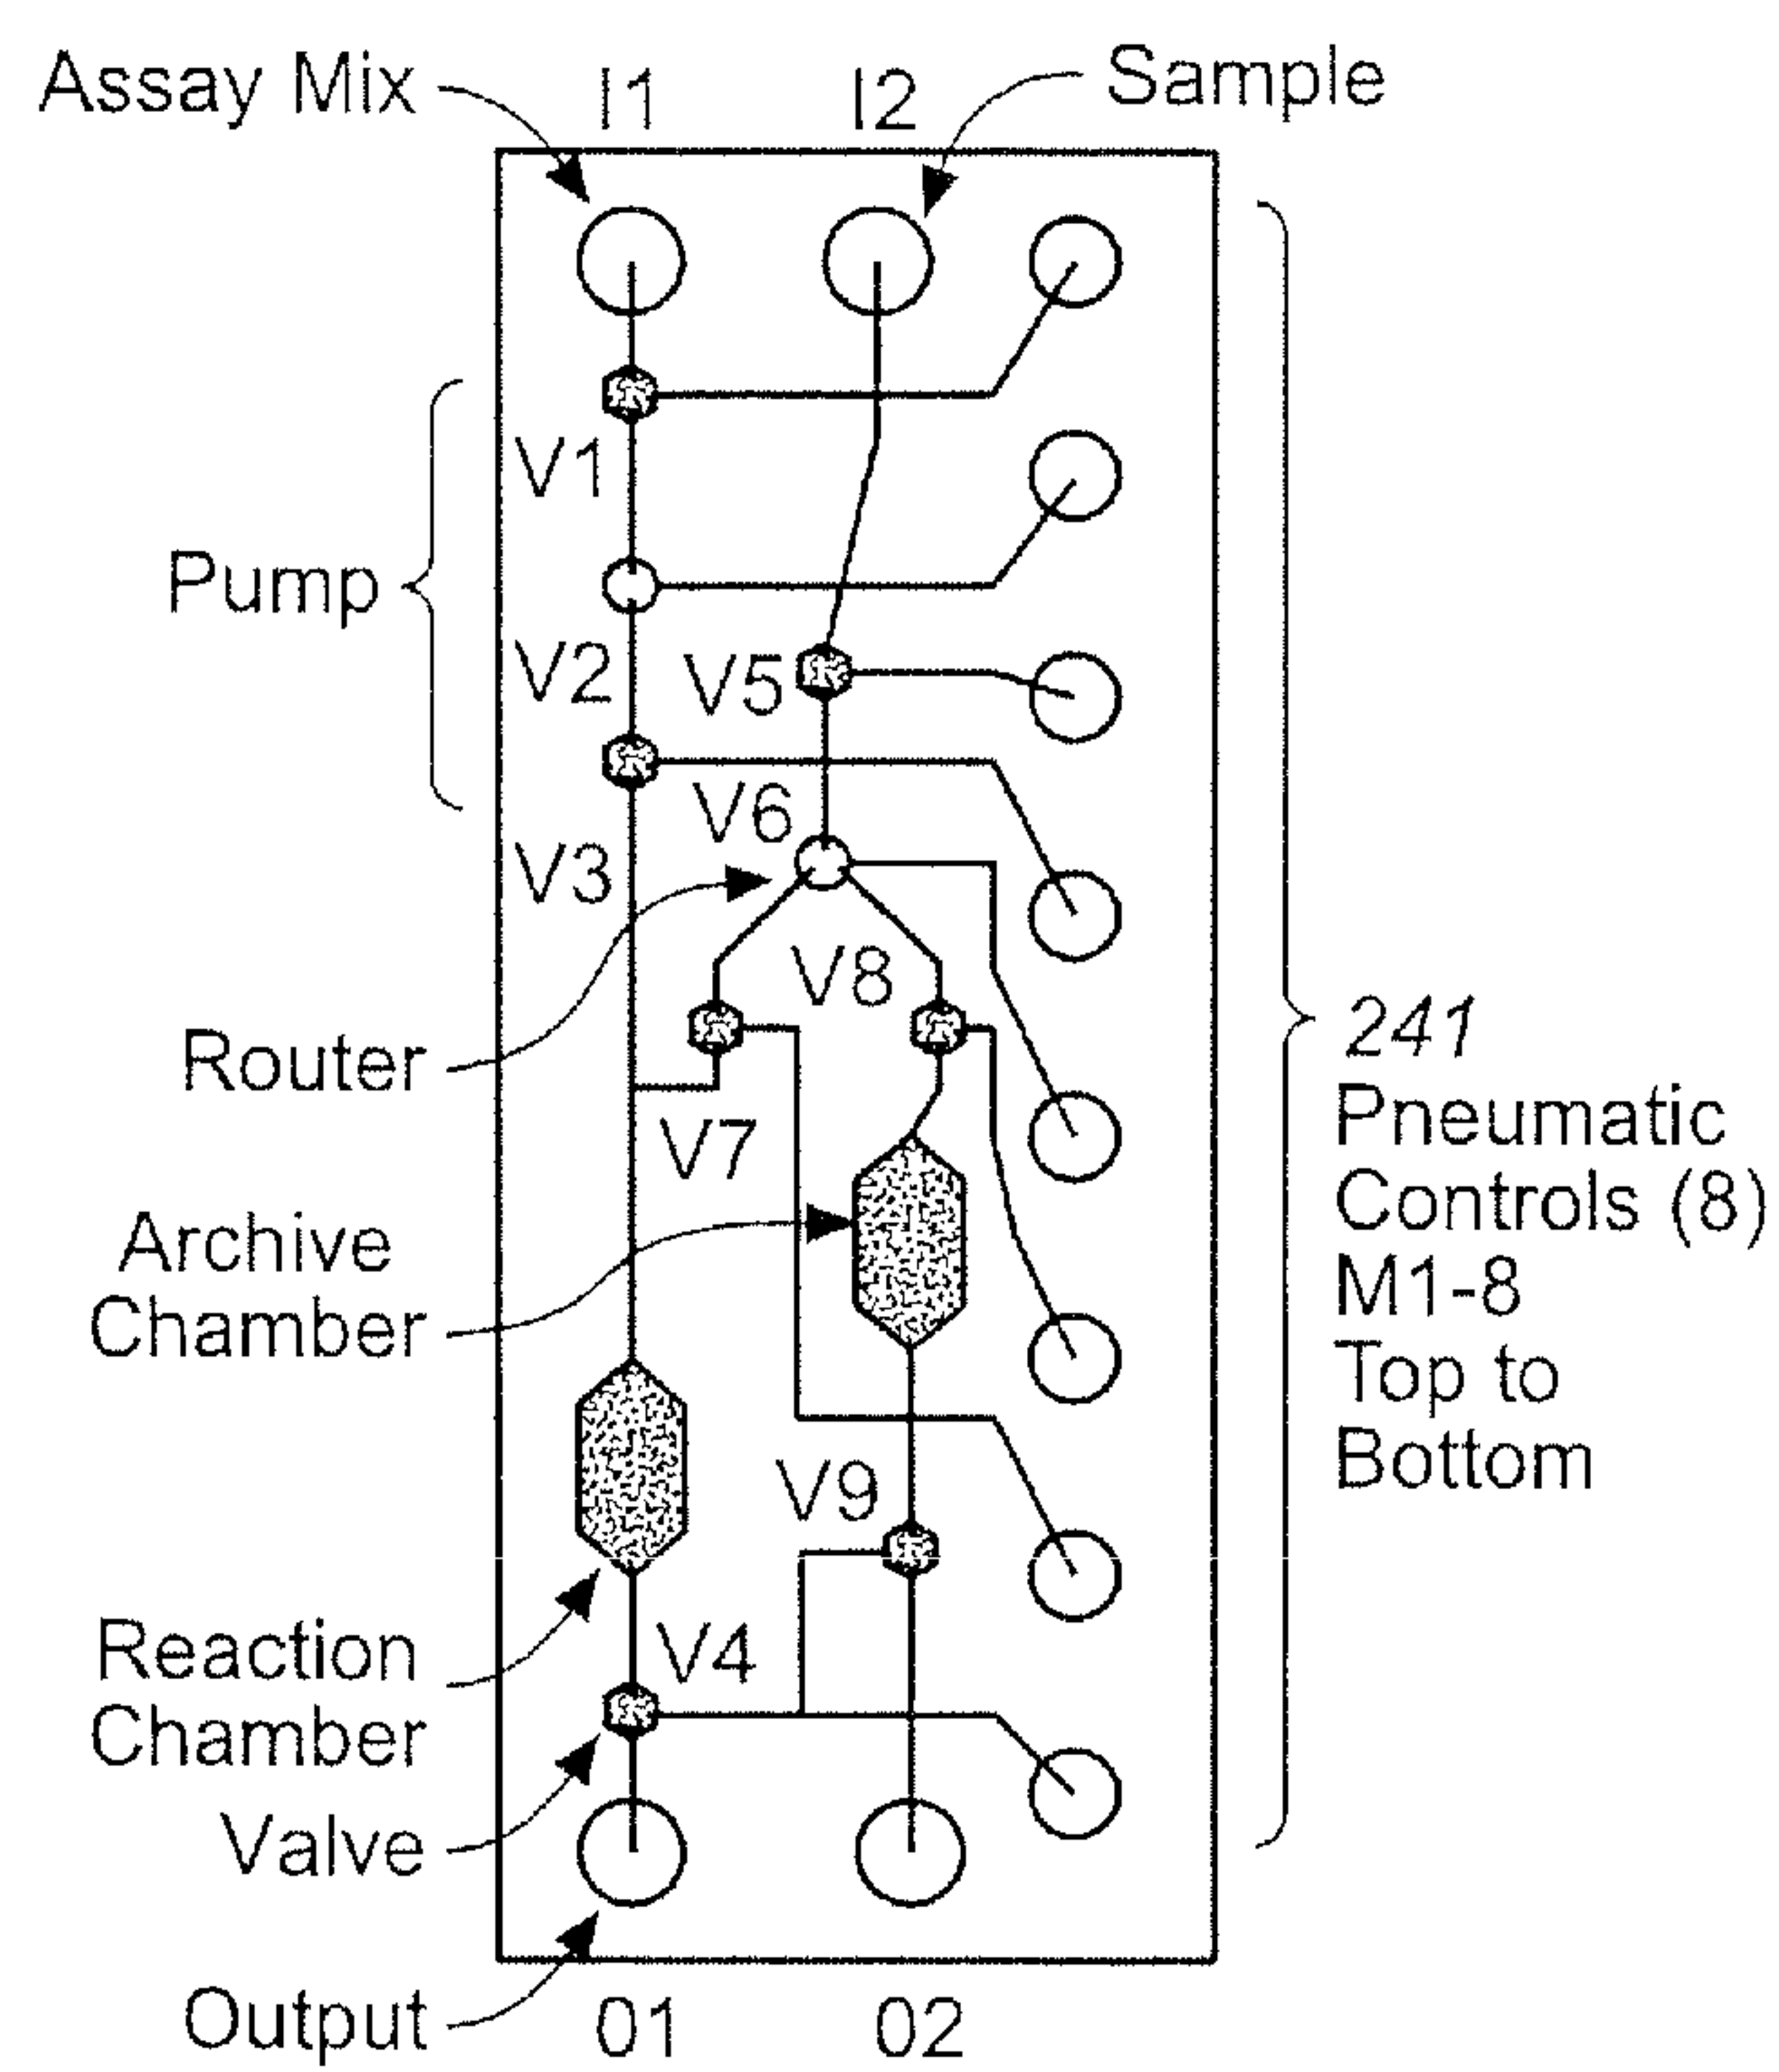 Assay Mix
I1
I2
Sample
V1
Pump
V2
V5
V6
V3
V8
Router
241
Pneumatic
Controls (8)
M1-8
Top to
Bottom
V7
Archive
Chamber
V9
Reaction
Chamber
V4
Valve
Output
01
02